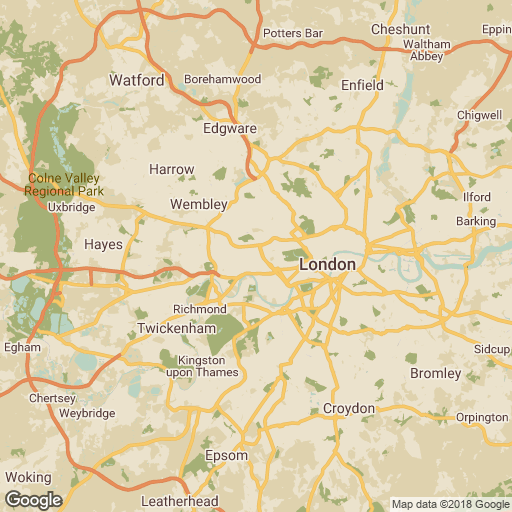 Potters Bar
Cheshunt
Eppin
Waltham
Abbey
Watford
Borehamwood
Enfield
Chigwell
Edgware
Harrow
Colne Valley
Regional Park
Ilford
Uxbridge
Wembley
Barking
Hayes
London
Richmond
Twickenham
Egham
Sidcup
Kingston
upon Thames
Bromley
Chertsey
Weybridge
Croydon
Orpington
Epsom
Woking
Leatherhead
Google
Map data ©2018 Google